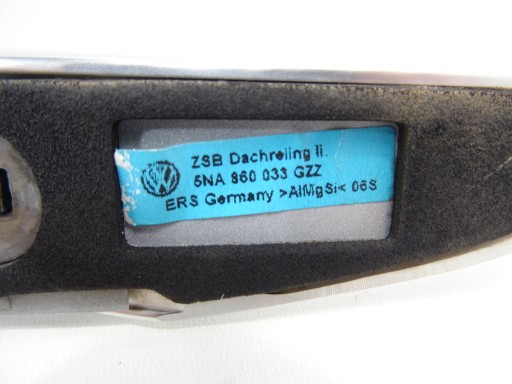 ZSB Dachreling li.
5NA 860 033 GZZ
ERS Germany >AlMgSi< 06S